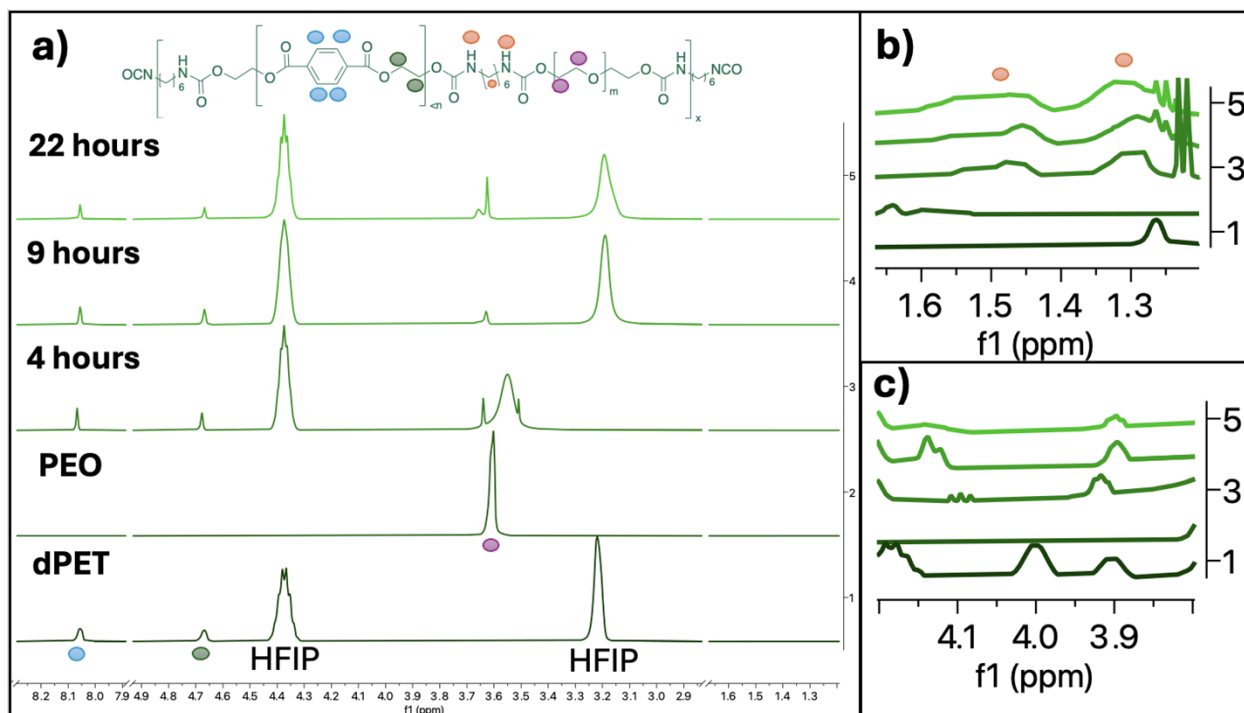 a)
O O H H O H
OCN N O O O O N N O O O N NCO
6 H O O 6 m 6
O O <n O O
x
22 hours
9 hours
4 hours
PEO
dPET
HFIP HFIP
5
4
3
2
1
8.2 8.1 8.0 7.9 4.9 4.8 4.7 4.6 4.5 4.4 4.3 4.2 4.1 4.0 3.9 3.8 3.7 3.6 3.5 3.4 3.3 3.2 3.1 3.0 2.9 1.6 1.5 1.4 1.3
f1 (ppm)
b)
5
3
1
1.6 1.5 1.4 1.3
f1 (ppm)
c)
5
3
1
4.1 4.0 3.9
f1 (ppm)